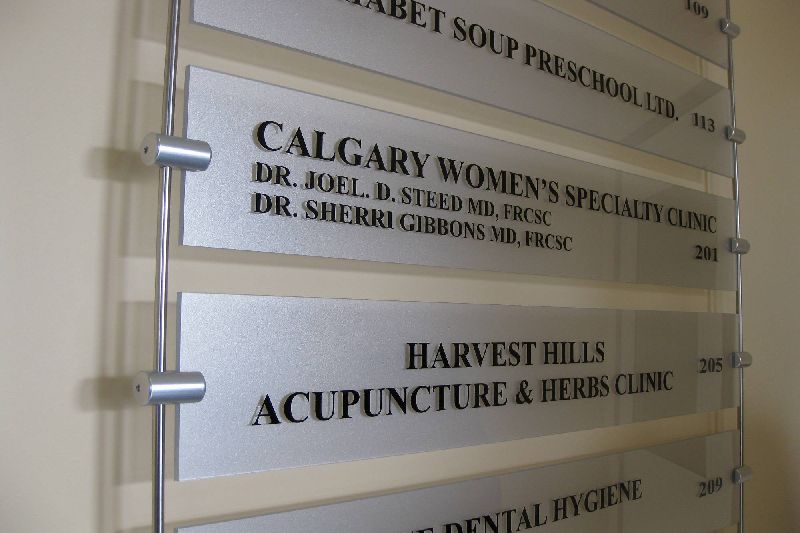 109
SOUP PRESCHOOL LTD. 113
CALGARY WOMEN'S SPECIALTY CLINIC
DR. JOEL. D. STEED MD, FRCSC
DR. SHERRI GIBBONS MD, FRCSC
201
HARVEST HILLS
205
ACUPUNCTURE & HERBS CLINIC
DENTAL HYGIENE 209